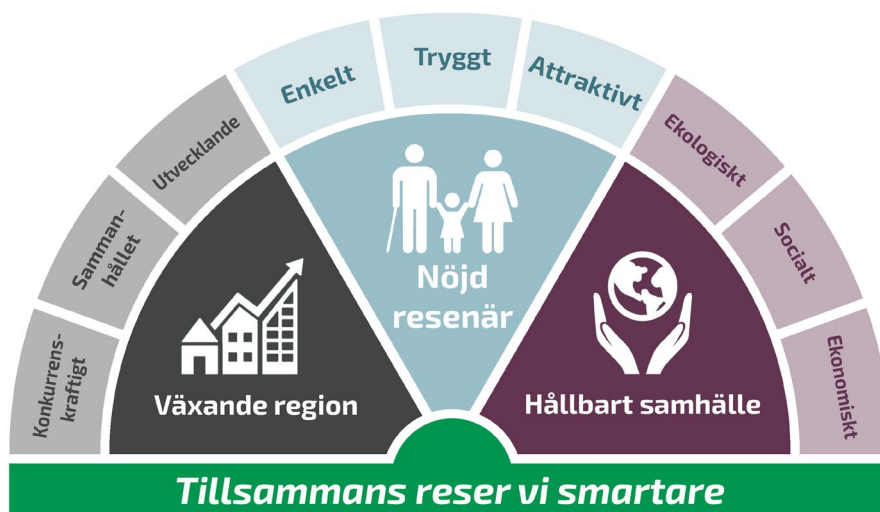 Konkurrens-
kraftigt
Samman-
hållet
Utvecklande
Enkelt
Tryggt
Attraktivt
Ekologiskt
Socialt
Ekonomiskt
Växande region
Nöjd
resenär
Hållbart samhälle
Tillsammans reser vi smartare